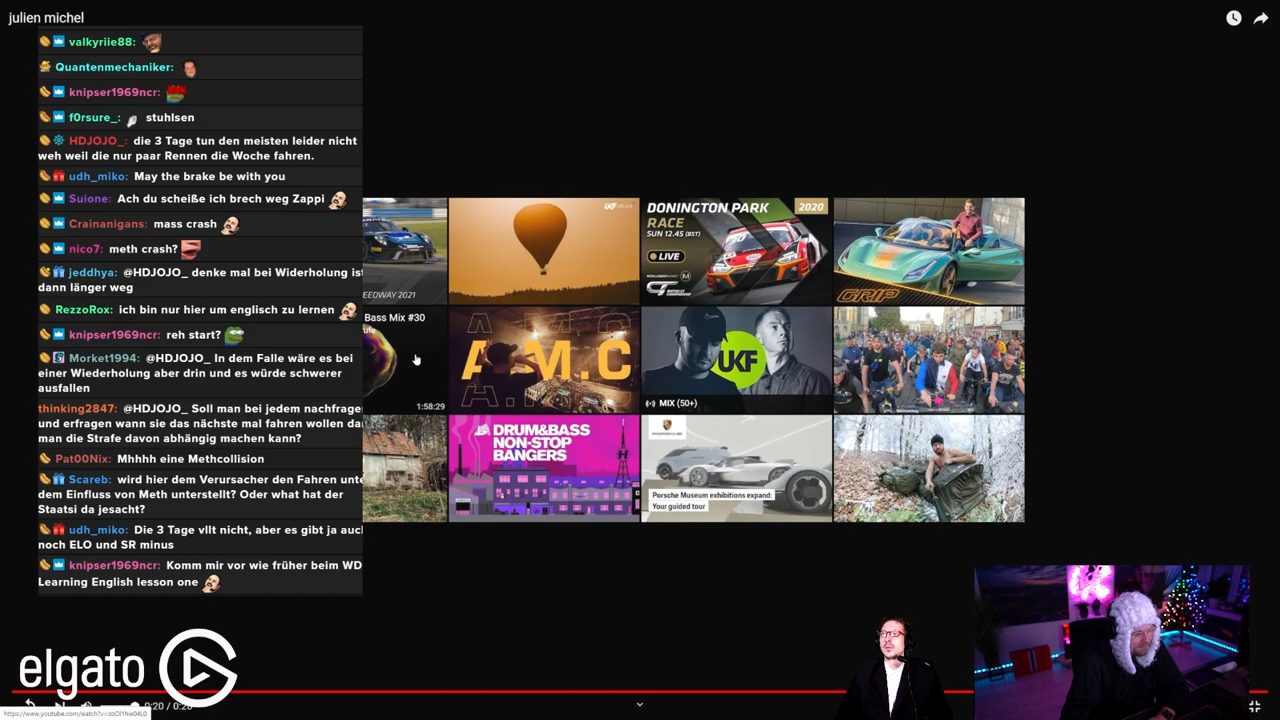 julien michel
valkyriie88:
Quantenmechaniker:
knipser1969ncr:
f0rsure_: stuhlsen
HDJOJO_: die 3 Tage tun den meisten leider nicht
weh weil die nur paar Rennen die Woche fahren.
udh_miko: May the brake be with you
Suione: Ach du scheiße ich brech weg Zappi
Crainanigans: mass crash
nico7: meth crash?
jeddhya: @HDJOJO_ denke mal bei Widerholung ist
dann länger weg
RezzoRox: ich bin nur hier um englisch zu lernen
knipser1969ncr: reh start?
Morket1994: @HDJOJO_ In dem Falle wäre es bei
einer Wiederholung aber drin und es würde schwerer
ausfallen
thinking2847: @HDJOJO_ Soll man bei jedem nachfrage
und erfragen wann sie das nächste mal fahren wollen da
man die Strafe davon abhängig machen kann?
Pat00Nix: Mhhhh eine Methcollision
Scareb: wird hier dem Verursacher den Fahren unte
dem Einfluss von Meth unterstellt? Oder what hat der
Staatsi da jesacht?
udh_miko: Die 3 Tage vllt nicht, aber es gibt ja auc
noch ELO und SR minus
knipser1969ncr: Komm mir vor wie früher beim WD
Learning English lesson one
EEDWAY 2021
UKF
DONINGTON PARK
RACE
2020
SUN 12.45 (BST)
LIVE
GRIP
Bass Mix #30
ufe
1:58:29
A.M.C
UKF
MIX (50+)
DRUM&BASS
NON-STOP
BANGERS
Porsche Museum exhibitions expand:
Your guided tour
elgato
0:20 / 0:20